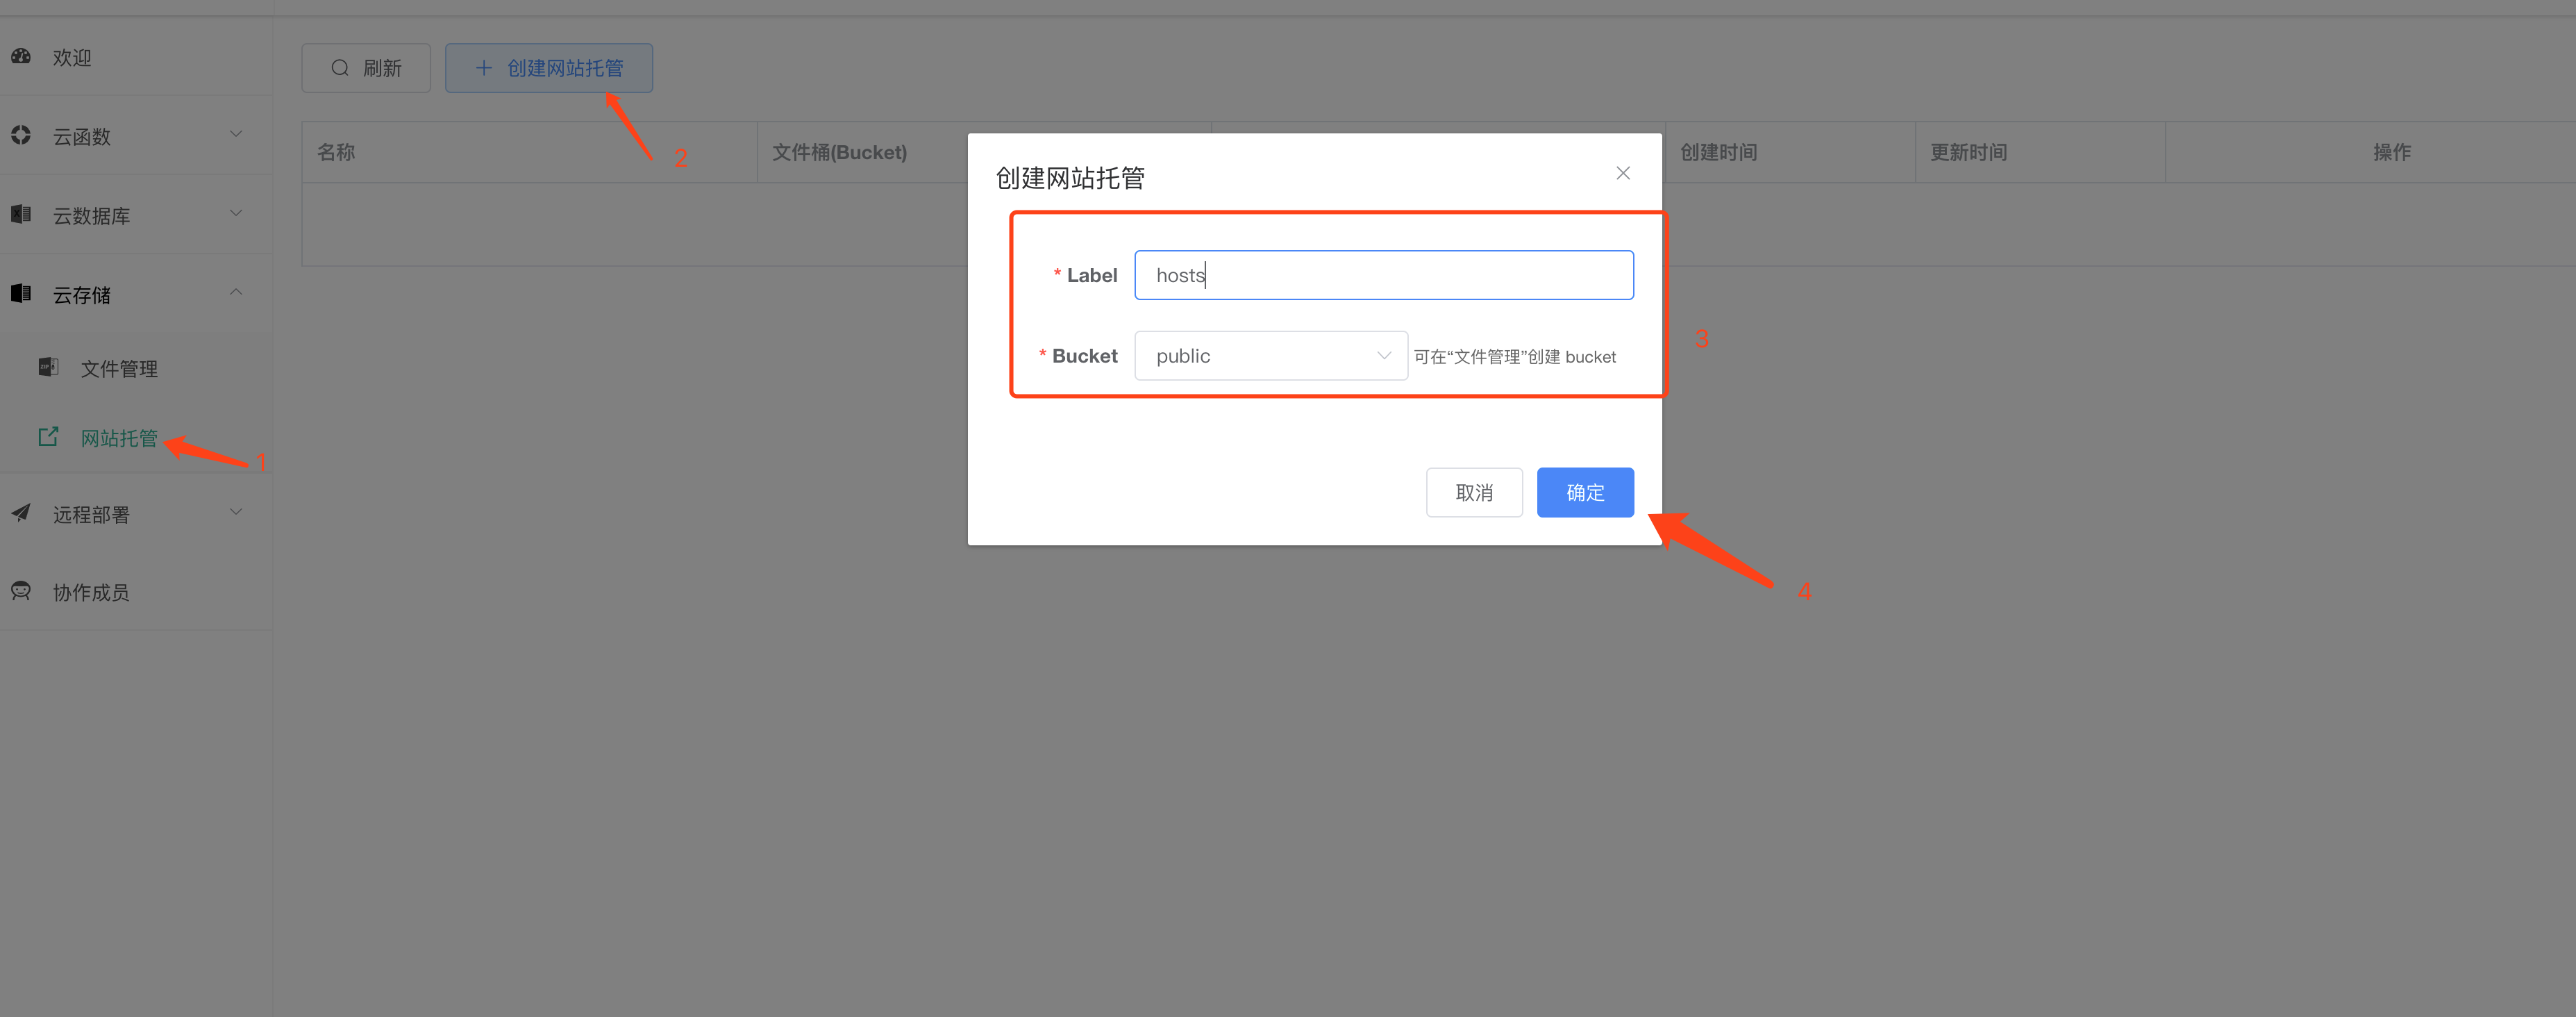 欢迎
云函数
云数据库
云存储
文件管理
网站托管
1
远程部署
协作成员
刷新
创建网站托管
2
名称
文件桶(Bucket)
创建时间
更新时间
操作
创建网站托管
* Label
hosts
* Bucket
public
可在“文件管理”创建 bucket
3
取消
确定
4